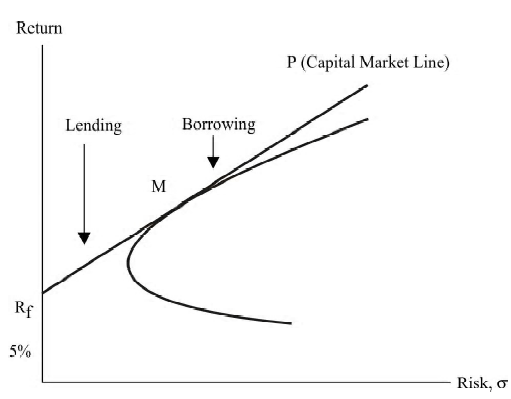 Return
P (Capital Market Line)
Lending
Borrowing
M
Rf
5%
Risk, σ